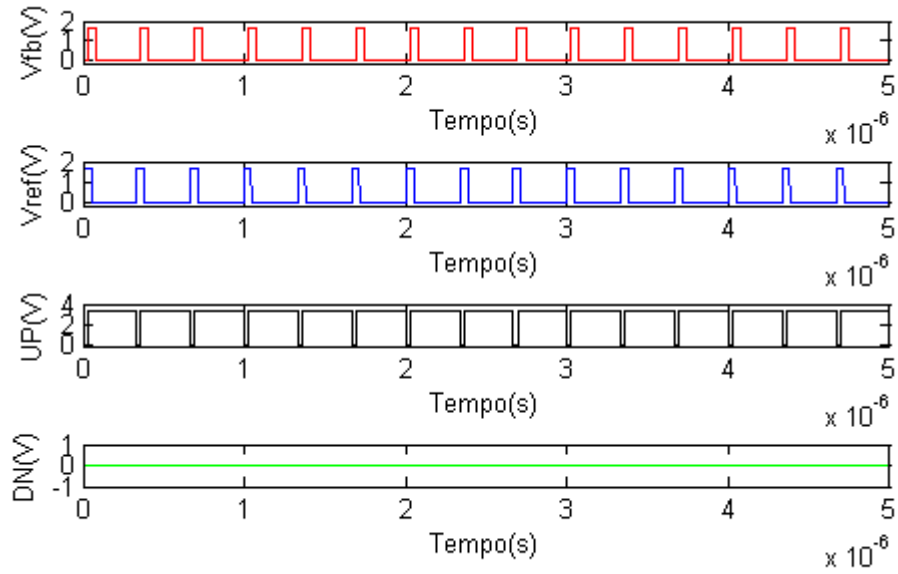 Vfb(V)
2
0
0 1 2 3 4 5
Tempo(s)
x 10^-6
Vref(V)
2
1
0
0 1 2 3 4 5
Tempo(s)
x 10^-6
UP(V)
4
2
0
0 1 2 3 4 5
Tempo(s)
x 10^-6
DN(V)
1
0
-1
0 1 2 3 4 5
Tempo(s)
x 10^-6